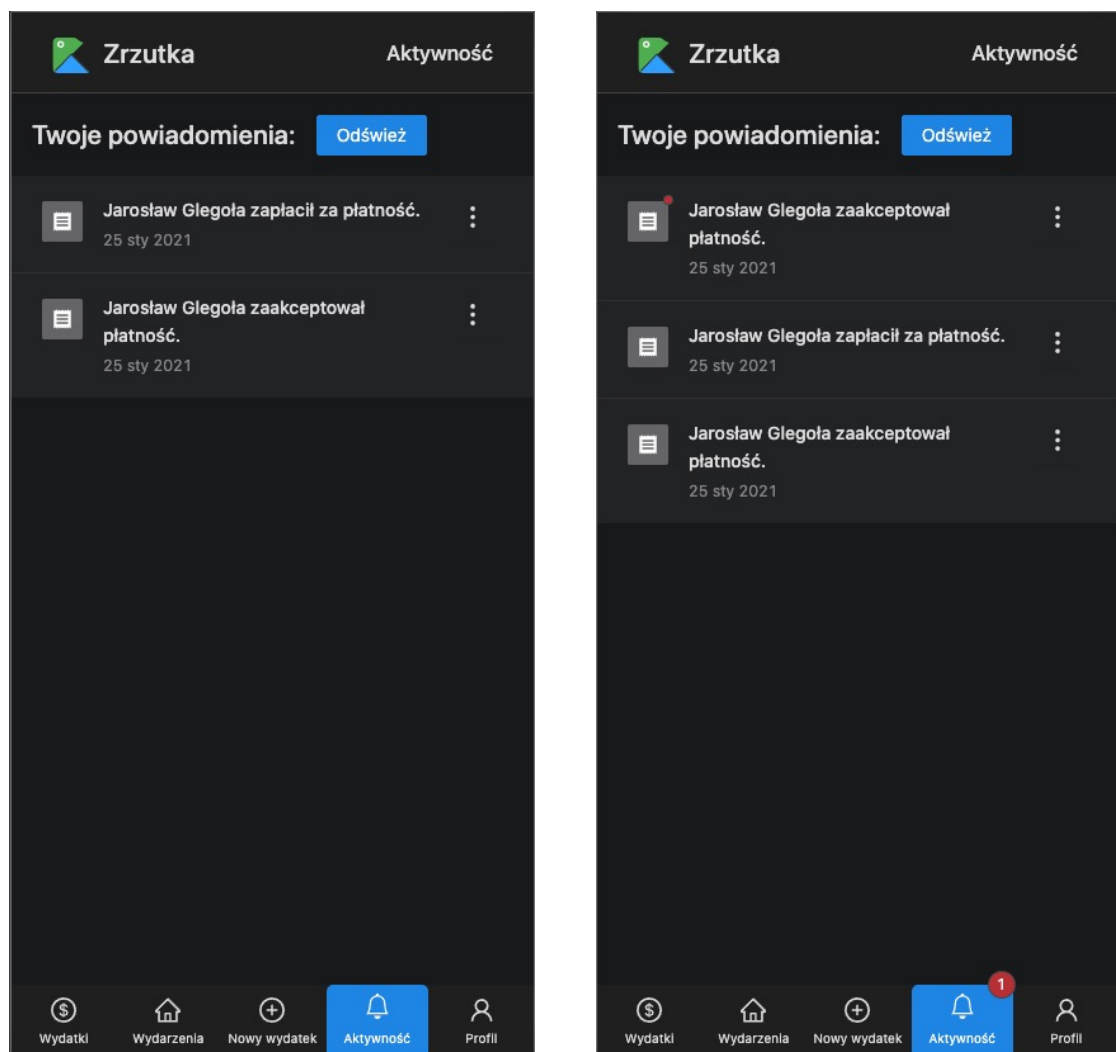 Zrzutka
Aktywność
Twoje powiadomienia:
Odśwież
Jarosław Glegoła zapłacił za płatność.
25 sty 2021
Jarosław Glegoła zaakceptował
płatność.
25 sty 2021
$
Wydatki
Wydarzenia
Nowy wydatek
Aktywność
Profil
Zrzutka
Aktywność
Twoje powiadomienia:
Odśwież
Jarosław Glegoła zaakceptował
płatność.
25 sty 2021
Jarosław Glegoła zapłacił za płatność.
25 sty 2021
Jarosław Glegoła zaakceptował
płatność.
25 sty 2021
1
$
Wydatki
Wydarzenia
Nowy wydatek
Aktywność
Profil